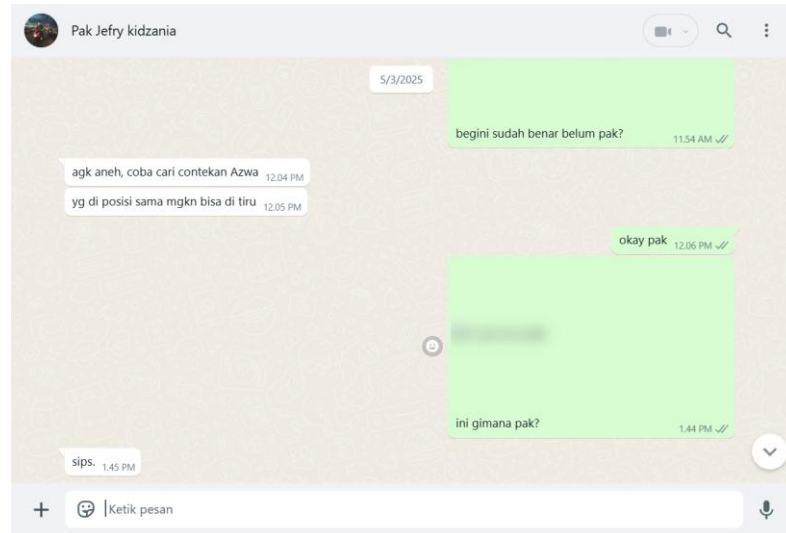 Pak Jefry kidzania
5/3/2025
begini sudah benar belum pak?
11.54 AM
agk aneh, coba cari contekan Azwa 12.04 PM
yg di posisi sama mgkn bisa di tiru 12.05 PM
okay pak 12.06 PM
ini gimana pak?
1.44 PM
sips. 1.45 PM
Ketik pesan